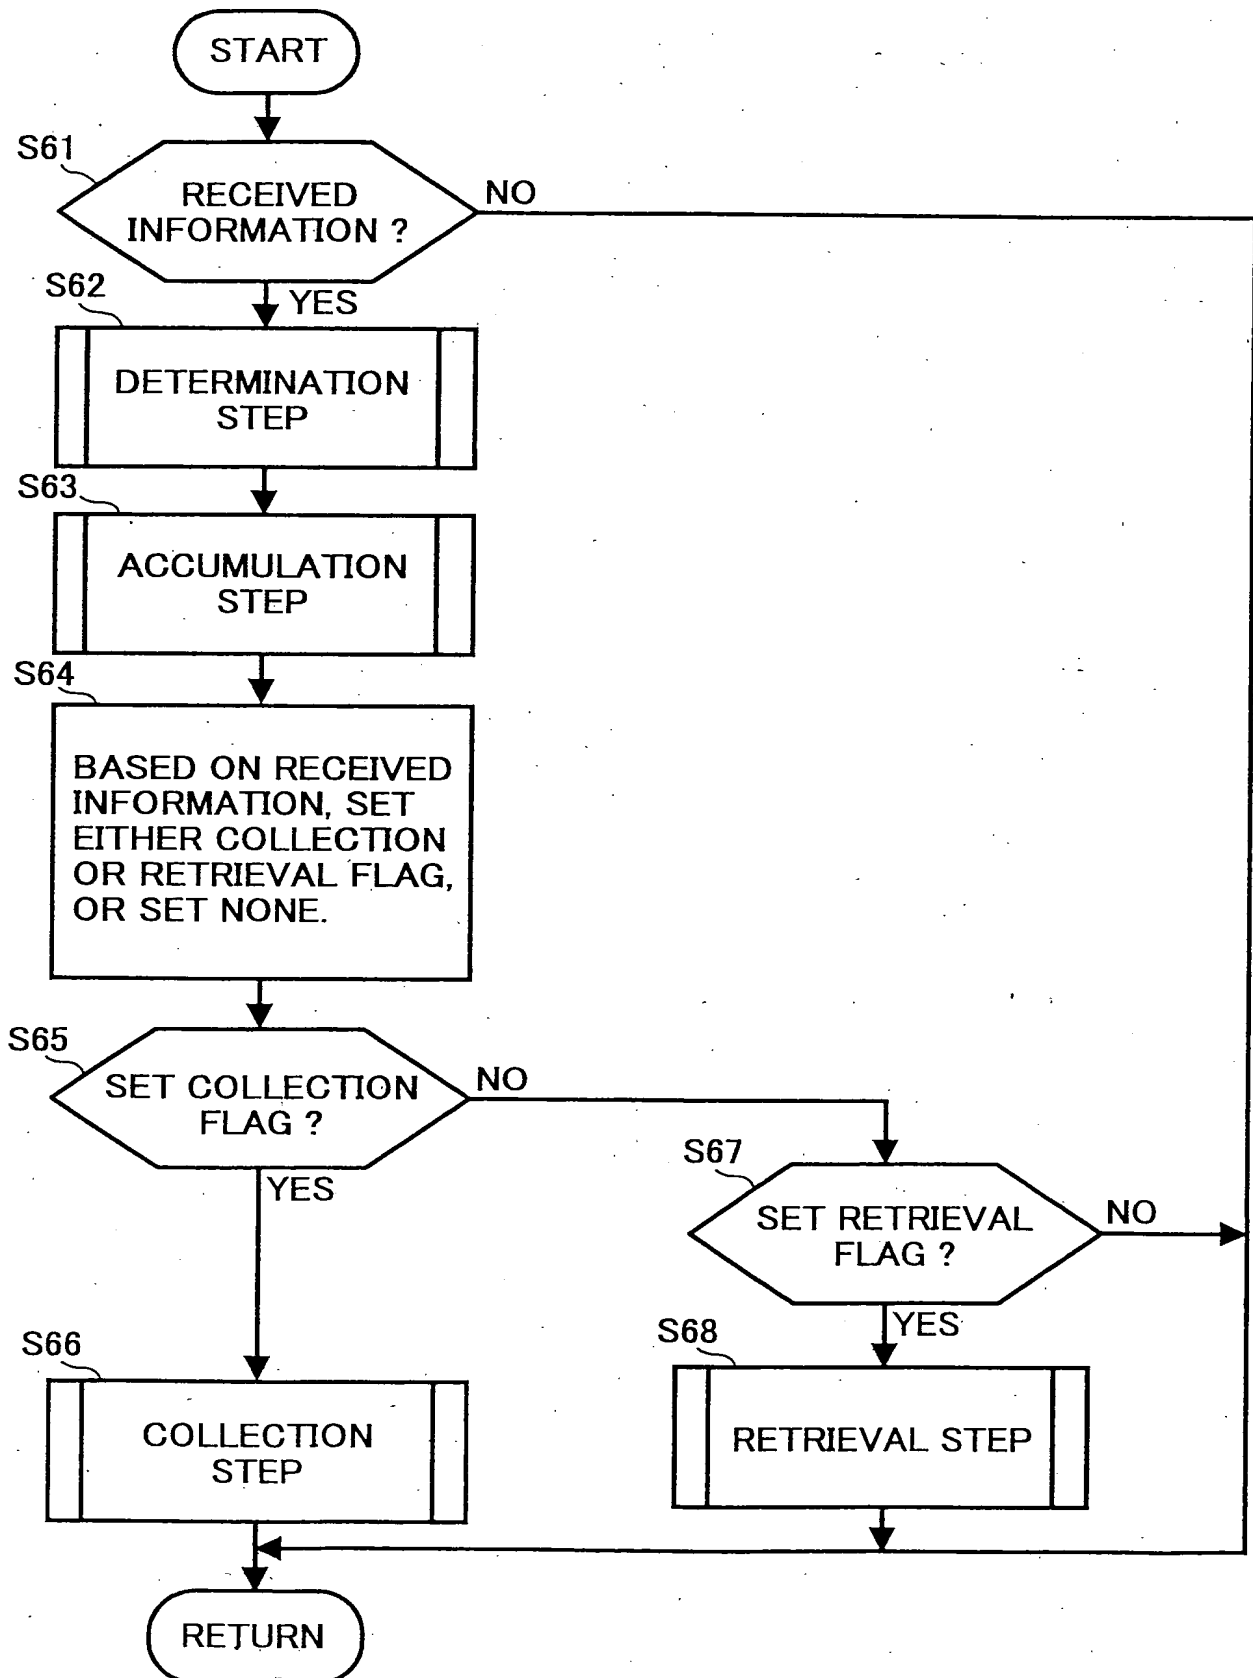 START
S61
RECEIVED
INFORMATION ?
NO
YES
S62
DETERMINATION
STEP
S63
ACCUMULATION
STEP
S64
BASED ON RECEIVED
INFORMATION, SET
EITHER COLLECTION
OR RETRIEVAL FLAG,
OR SET NONE.
S65
SET COLLECTION
FLAG ?
NO
YES
S67
SET RETRIEVAL
FLAG ?
NO
YES
S66
COLLECTION
STEP
S68
RETRIEVAL STEP
RETURN